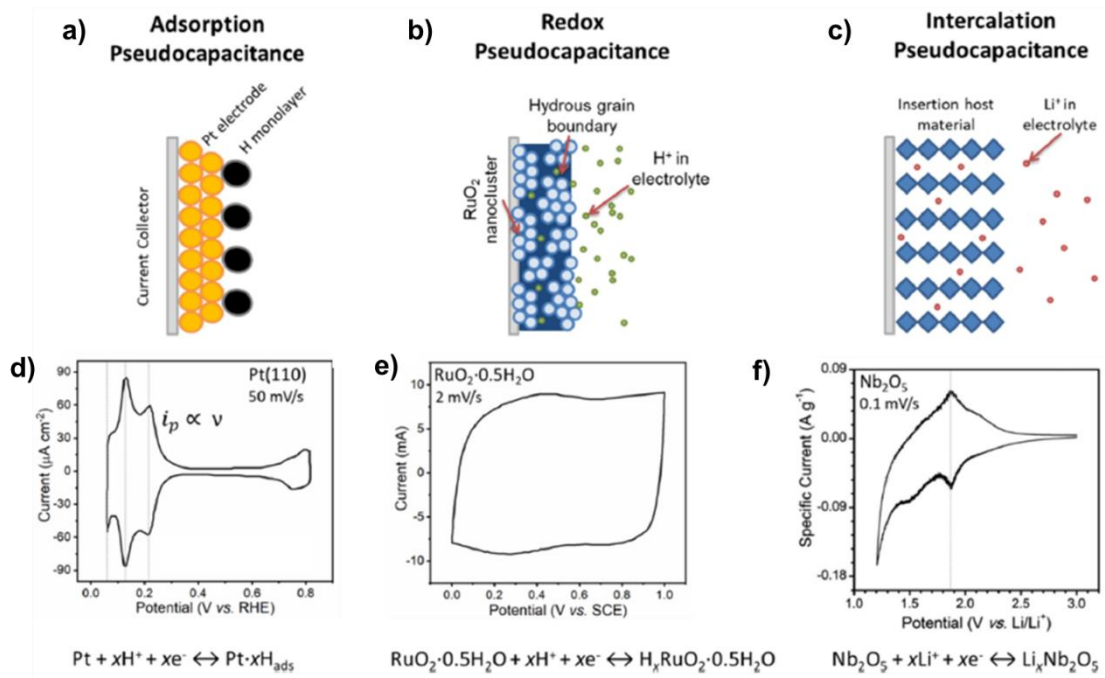 a)
Adsorption
Pseudocapacitance
Pt electrode
H monolayer
Current Collector
b)
Redox
Pseudocapacitance
Hydrous grain
boundary
H⁺ in
electrolyte
RuO₂
nanocluster
c)
Intercalation
Pseudocapacitance
Insertion host
material
Li⁺ in
electrolyte
d)
Pt(110)
50 mV/s
iₚ ∝ ν
90
60
30
0
-30
-60
-90
Current (μA cm⁻²)
0.0 0.2 0.4 0.6 0.8
Potential (V vs. RHE)
Pt + xH⁺ + xe⁻ ↔ Pt·xHₐdₛ
e)
RuO₂·0.5H₂O
2 mV/s
10
5
0
-5
-10
Current (mA)
0.0 0.2 0.4 0.6 0.8 1.0
Potential (V vs. SCE)
RuO₂·0.5H₂O + xH⁺ + xe⁻ ↔ HₓRuO₂·0.5H₂O
f)
Nb₂O₅
0.1 mV/s
0.09
0.00
-0.09
-0.18
Specific Current (A g⁻¹)
1.0 1.5 2.0 2.5 3.0
Potential (V vs. Li/Li⁺)
Nb₂O₅ + xLi⁺ + xe⁻ ↔ LiₓNb₂O₅